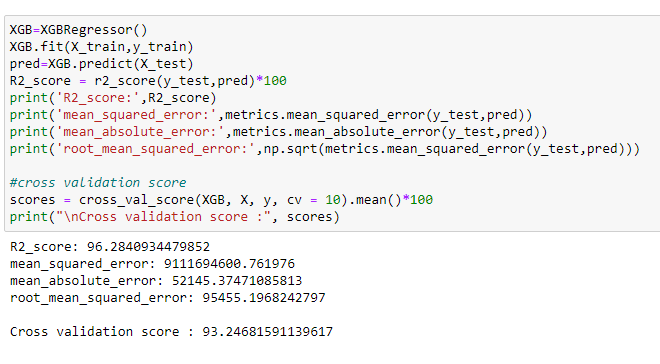 XGB=XGBRegressor()
XGB.fit(X_train,y_train)
pred=XGB.predict(X_test)
R2_score = r2_score(y_test,pred)*100
print('R2_score:',R2_score)
print('mean_squared_error:',metrics.mean_squared_error(y_test,pred))
print('mean_absolute_error:',metrics.mean_absolute_error(y_test,pred))
print('root_mean_squared_error:',np.sqrt(metrics.mean_squared_error(y_test,pred)))
#cross validation score
scores = cross_val_score(XGB, X, y, cv = 10).mean()*100
print("\nCross validation score :", scores)
R2_score: 96.2840934479852
mean_squared_error: 9111694600.761976
mean_absolute_error: 52145.37471085813
root_mean_squared_error: 95455.1968242797
Cross validation score : 93.24681591139617